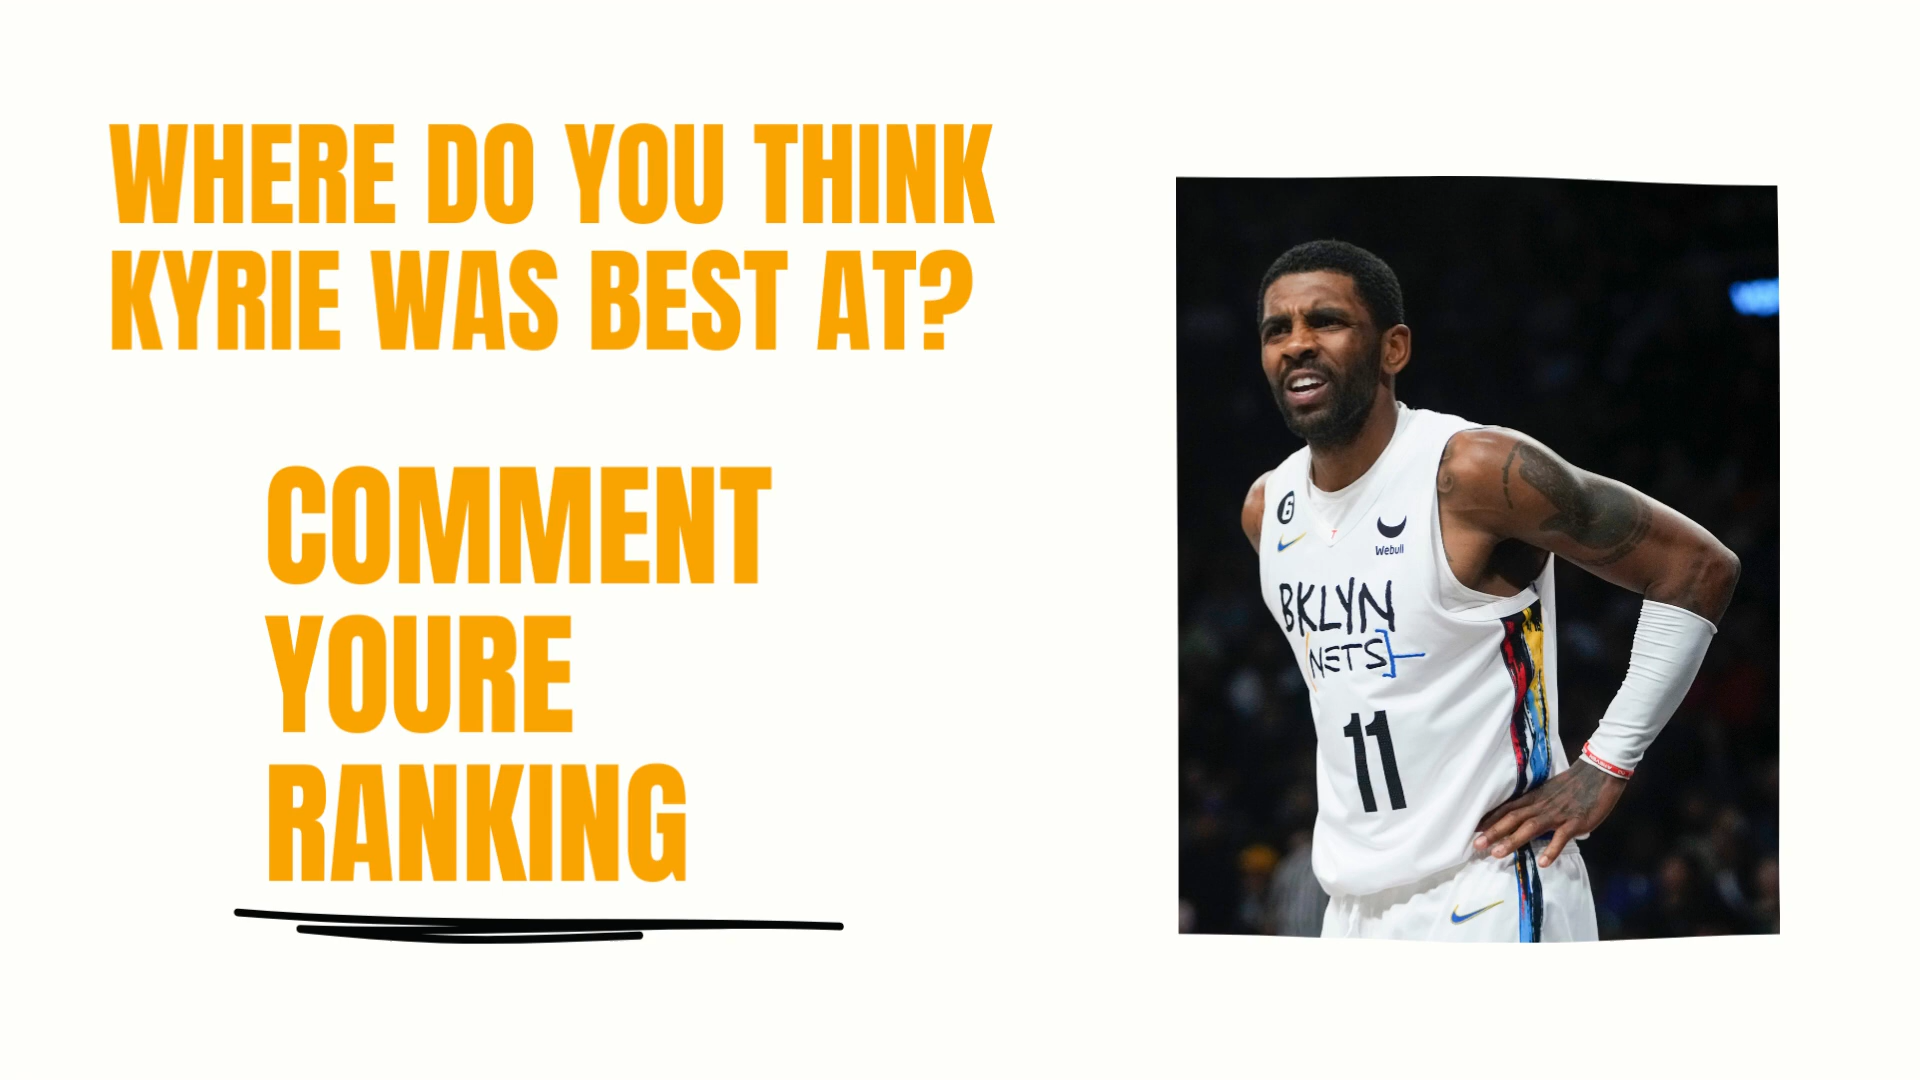 WHERE DO YOU THINK
KYRIE WAS BEST AT?
COMMENT
YOURE
RANKING
6
Webull
BKLYN
NETS
11